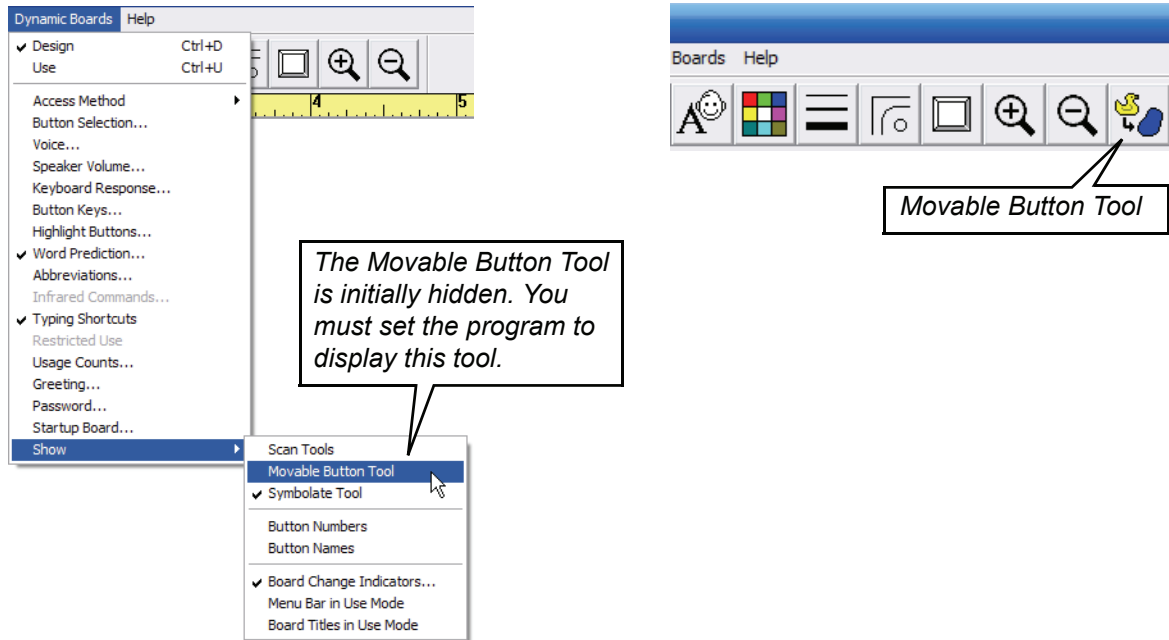 Dynamic Boards Help
✓ Design Ctrl+D
Use Ctrl+U
Access Method
Button Selection...
Voice...
Speaker Volume...
Keyboard Response...
Button Keys...
Highlight Buttons...
✓ Word Prediction...
Abbreviations...
Infrared Commands...
✓ Typing Shortcuts
Restricted Use
Usage Counts...
Greeting...
Password...
Startup Board...
Show
4 5
The Movable Button Tool
is initially hidden. You
must set the program to
display this tool.
Scan Tools
Movable Button Tool
✓ Symbolate Tool
Button Numbers
Button Names
✓ Board Change Indicators...
Menu Bar in Use Mode
Board Titles in Use Mode
Boards Help
A
Movable Button Tool